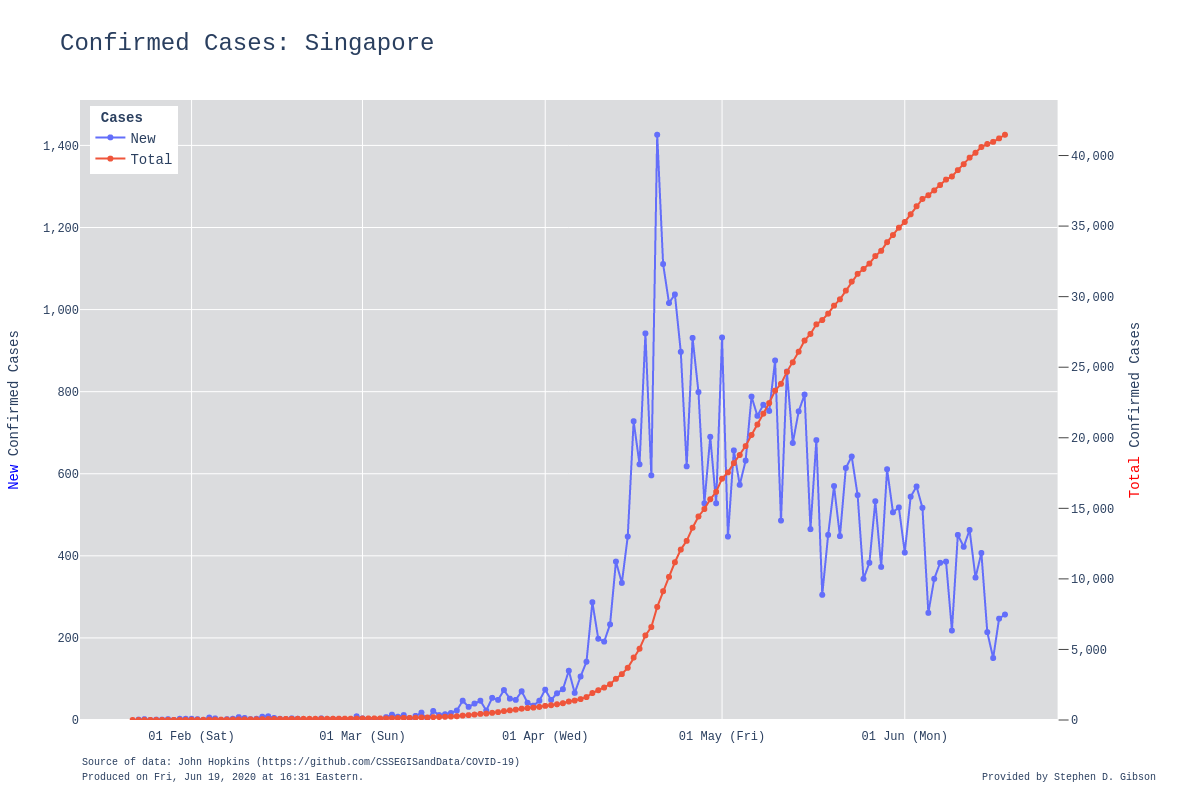 Confirmed Cases: Singapore
Cases
New
Total
1,400
1,200
1,000
800
600
400
200
0
New Confirmed Cases
40,000
35,000
30,000
25,000
20,000
15,000
10,000
5,000
0
Total Confirmed Cases
01 Feb (Sat)
01 Mar (Sun)
01 Apr (Wed)
01 May (Fri)
01 Jun (Mon)
Source of data: John Hopkins (https://github.com/CSSEGISandData/COVID-19)
Produced on Fri, Jun 19, 2020 at 16:31 Eastern.
Provided by Stephen D. Gibson